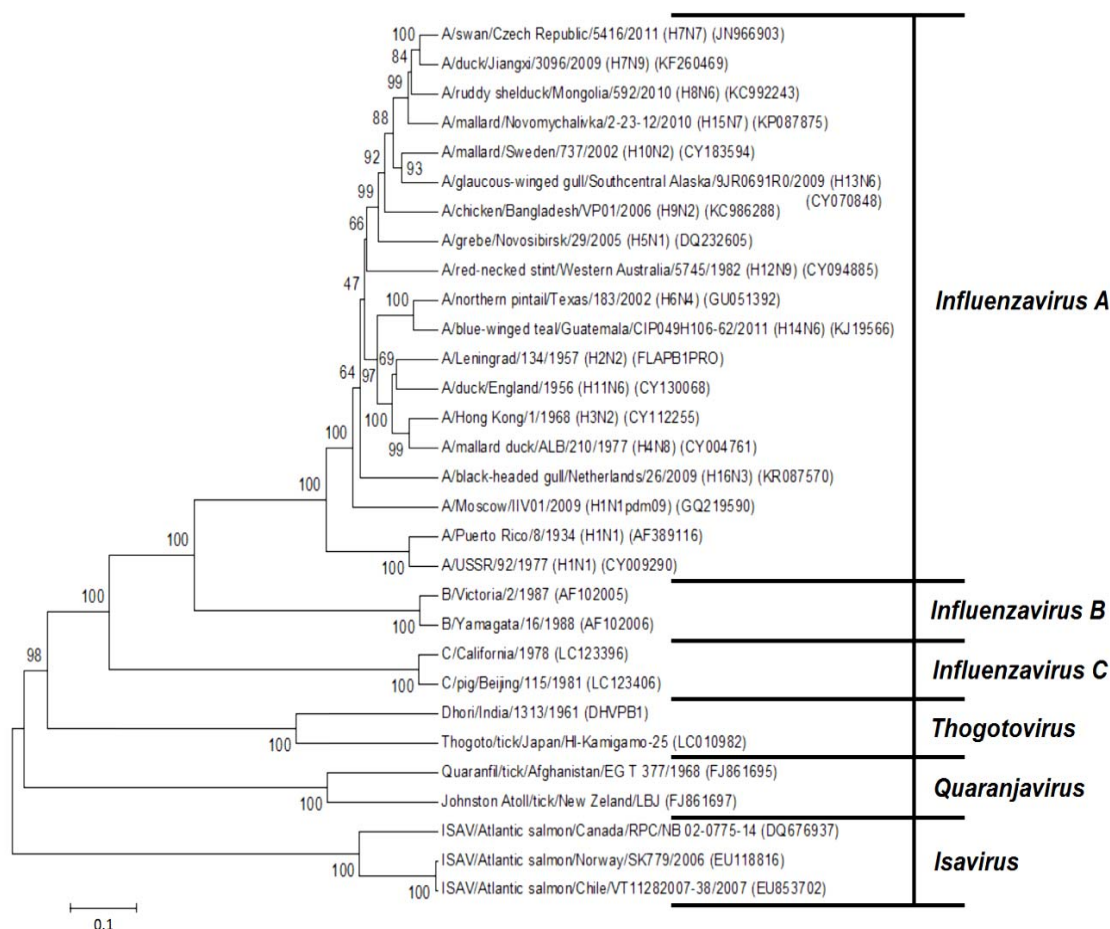 100 A/swan/Czech Republic/5416/2011 (H7N7) (JN966903)
84 A/duck/Jiangxi/3096/2009 (H7N9) (KF260469)
99 A/ruddy shelduck/Mongolia/592/2010 (H8N6) (KC992243)
88 A/mallard/Novomychalivka/2-23-12/2010 (H15N7) (KP087875)
92 A/mallard/Sweden/737/2002 (H10N2) (CY183594)
93
99 A/glaucous-winged gull/Southcentral Alaska/9JR0691R0/2009 (H13N6)
(CY070848)
66 A/chicken/Bangladesh/VP01/2006 (H9N2) (KC986288)
A/grebe/Novosibirsk/29/2005 (H5N1) (DQ232605)
47 A/red-necked stint/Western Australia/5745/1982 (H12N9) (CY094885)
100 A/northern pintail/Texas/183/2002 (H6N4) (GU051392)
Influenzavirus A
A/blue-winged teal/Guatemala/CIP049H106-62/2011 (H14N6) (KJ19566)
64 97 69 A/Leningrad/134/1957 (H2N2) (FLAPB1PRO)
A/duck/England/1956 (H11N6) (CY130068)
100 100 A/Hong Kong/1/1968 (H3N2) (CY112255)
99 A/mallard duck/ALB/210/1977 (H4N8) (CY004761)
100 A/black-headed gull/Netherlands/26/2009 (H16N3) (KR087570)
A/Moscow/IIV01/2009 (H1N1pdm09) (GQ219590)
100 A/Puerto Rico/8/1934 (H1N1) (AF389116)
100 A/USSR/92/1977 (H1N1) (CY009290)
100 B/Victoria/2/1987 (AF102005)
Influenzavirus B
100 B/Yamagata/16/1988 (AF102006)
C/California/1978 (LC123396)
98 Influenzavirus C
100 C/pig/Beijing/115/1981 (LC123406)
Dhori/India/1313/1961 (DHVPB1)
Thogotovirus
100 Thogoto/tick/Japan/HI-Kamigamo-25 (LC010982)
Quaranfil/tick/Afghanistan/EG T 377/1968 (FJ861695)
Quaranjavirus
100 Johnston Atoll/tick/New Zeland/LBJ (FJ861697)
ISAV/Atlantic salmon/Canada/RPC/NB 02-0775-14 (DQ676937)
100 ISAV/Atlantic salmon/Norway/SK779/2006 (EU118816)
Isavirus
100 ISAV/Atlantic salmon/Chile/VT11282007-38/2007 (EU853702)
0.1